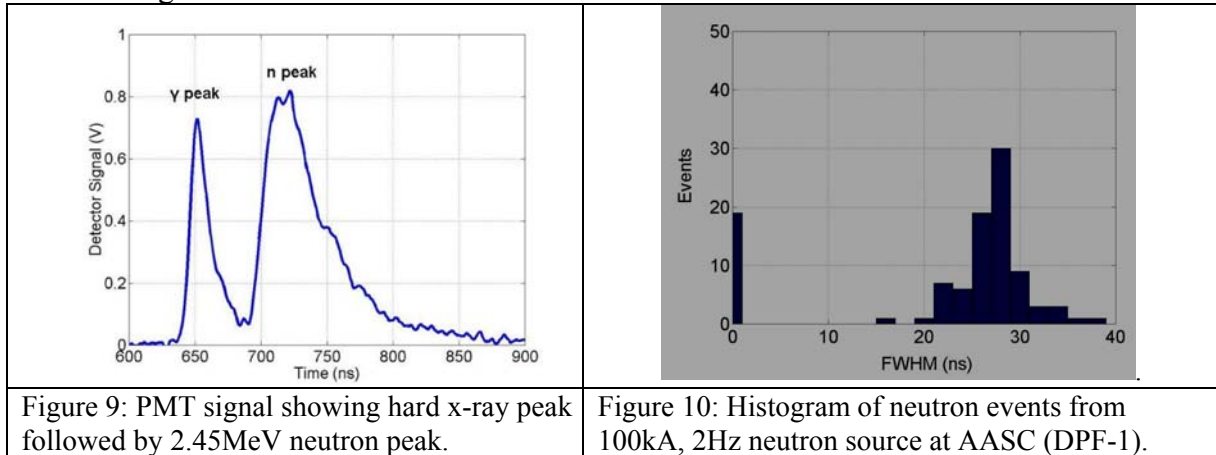 1
0.8
0.6
0.4
0.2
0
Detector Signal (V)
γ peak
n peak
600
650
700
750
800
850
900
Time (ns)
50
40
30
20
10
0
Events
0
10
20
30
40
FWHM (ns)
.
Figure 9: PMT signal showing hard x-ray peak
followed by 2.45MeV neutron peak.
Figure 10: Histogram of neutron events from
100kA, 2Hz neutron source at AASC (DPF-1).